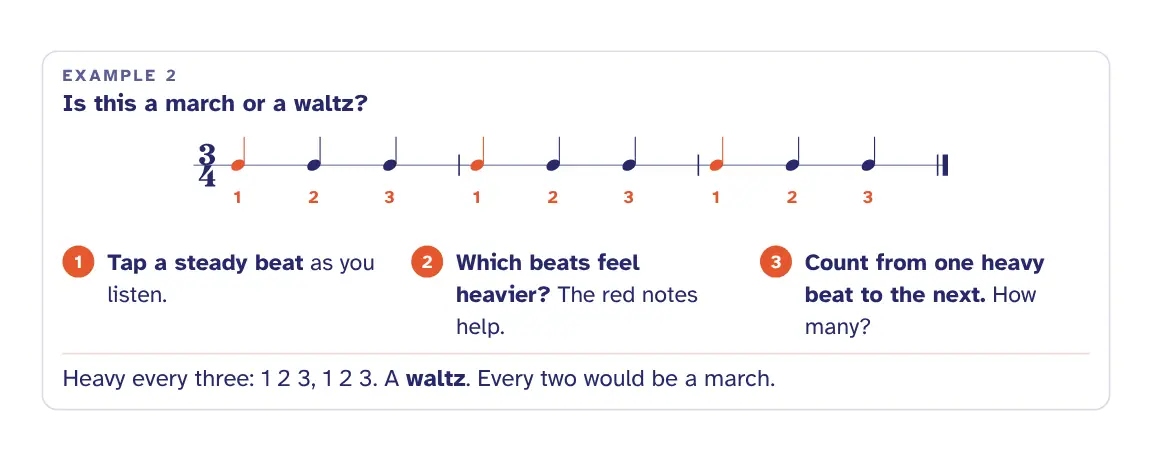 EXAMPLE 2
Is this a march or a waltz?
3
4
1 2 3 1 2 3 1 2 3
1 Tap a steady beat as you
listen.
2 Which beats feel
heavier? The red notes
help.
3 Count from one heavy
beat to the next. How
many?
Heavy every three: 1 2 3, 1 2 3. A waltz. Every two would be a march.